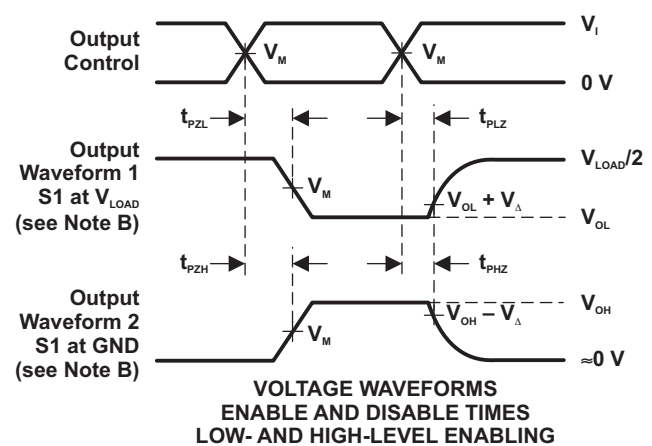 Output
Control
V_M
V_M
V_I
0 V
t_PZL
t_PLZ
Output
Waveform 1
S1 at V_LOAD
(see Note B)
V_M
V_OL + V_Δ
V_LOAD/2
V_OL
t_PZH
t_PHZ
Output
Waveform 2
S1 at GND
(see Note B)
V_M
V_OH – V_Δ
V_OH
≈0 V
VOLTAGE WAVEFORMS
ENABLE AND DISABLE TIMES
LOW- AND HIGH-LEVEL ENABLING